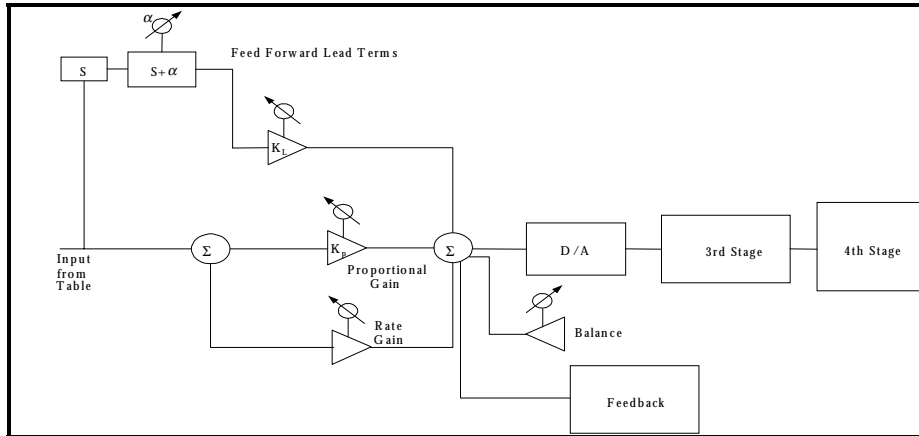 α
S
S+α
Feed Forward Lead Terms
K_L
Σ
K_p
Σ
D/A
3rd Stage
4th Stage
Input
from
Table
Proportional
Gain
Rate
Gain
Balance
Feedback